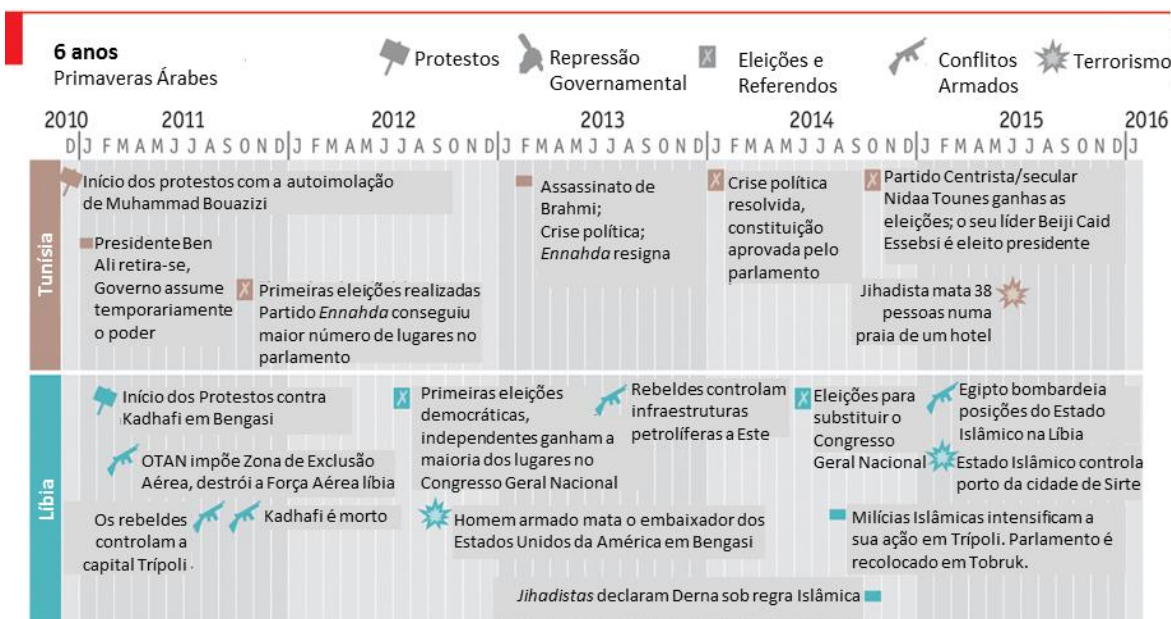 6 anos
Primaveras Árabes
Protestos
Repressão
Governamental
Eleições e
Referendos
Conflitos
Armados
Terrorismo
2010 2011 2012 2013 2014 2015 2016
D J F M A M J J A S O N D J F M A M J J A S O N D J F M A M J J A S O N D J F M A M J J A S O N D J F M A M J J A S O N D J
Tunísia
Início dos protestos com a autoimolação
de Muhammad Bouazizi
Presidente Ben
Ali retira-se,
Governo assume
temporariamente
o poder
Primeiras eleições realizadas
Partido Ennahda conseguiu
maior número de lugares no
parlamento
Assassinato de
Brahmi;
Crise política;
Ennahda resigna
Crise política
resolvida,
constituição
aprovada pelo
parlamento
Partido Centrista/secular
Nidaa Tounes ganhas as
eleições; o seu líder Beiji Caid
Essebsi é eleito presidente
Jihadista mata 38
pessoas numa
praia de um hotel
Líbia
Início dos Protestos contra
Kadhafi em Bengasi
OTAN impõe Zona de Exclusão
Aérea, destrói a Força Aérea líbia
Os rebeldes
controlam a
capital Trípoli
Kadhafi é morto
Primeiras eleições
democráticas,
independentes ganham a
maioria dos lugares no
Congresso Geral Nacional
Homem armado mata o embaixador dos
Estados Unidos da América em Bengasi
Rebeldes controlam
infraestruturas
petrolíferas a Este
Eleições para
substituir o
Congresso
Geral Nacional
Egipto bombardeia
posições do Estado
Islâmico na Líbia
Estado Islâmico controla
porto da cidade de Sirte
Milícias Islâmicas intensificam a
sua ação em Trípoli. Parlamento é
recolocado em Tobruk.
Jihadistas declaram Derna sob regra Islâmica